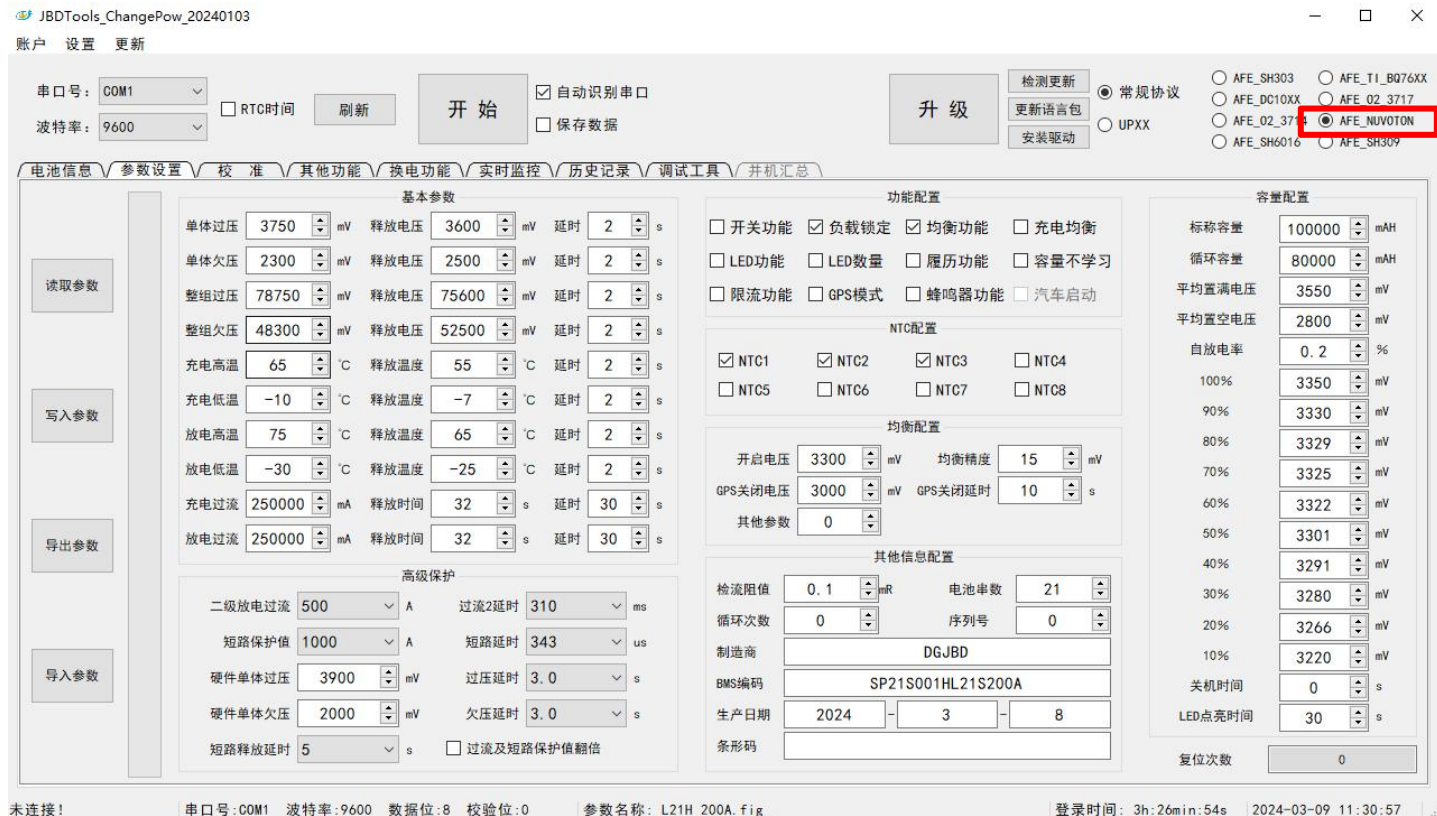 JBDTools_ChangePow_20240103
账户 设置 更新
串口号: COM1
波特率: 9600
RTC时间
刷新
开 始
自动识别串口
保存数据
升 级
检测更新
更新语言包
安装驱动
常规协议
UPXX
AFE_SH303 AFE_TI_BQ76XX
AFE_DC10XX AFE_O2_3717
AFE_O2_3714 AFE_NUVOTON
AFE_SH6016 AFE_SH309
电池信息 参数设置 校 准 其他功能 换电功能 实时监控 历史记录 调试工具 并机汇总
读取参数
写入参数
导出参数
导入参数
基本参数
单体过压 3750 mV 释放电压 3600 mV 延时 2 s
单体欠压 2300 mV 释放电压 2500 mV 延时 2 s
整组过压 78750 mV 释放电压 75600 mV 延时 2 s
整组欠压 48300 mV 释放电压 52500 mV 延时 2 s
充电高温 65 ℃ 释放温度 55 ℃ 延时 2 s
充电低温 -10 ℃ 释放温度 -7 ℃ 延时 2 s
放电高温 75 ℃ 释放温度 65 ℃ 延时 2 s
放电低温 -30 ℃ 释放温度 -25 ℃ 延时 2 s
充电过流 250000 mA 释放时间 32 s 延时 30 s
放电过流 250000 mA 释放时间 32 s 延时 30 s
高级保护
二级放电过流 500 A 过流2延时 310 ms
短路保护值 1000 A 短路延时 343 us
硬件单体过压 3900 mV 过压延时 3.0 s
硬件单体欠压 2000 mV 欠压延时 3.0 s
短路释放延时 5 s 过流及短路保护值翻倍
功能配置
开关功能 负载锁定 均衡功能 充电均衡
LED功能 LED数量 履历功能 容量不学习
限流功能 GPS模式 蜂鸣器功能 汽车启动
NTC配置
NTC1 NTC2 NTC3 NTC4
NTC5 NTC6 NTC7 NTC8
均衡配置
开启电压 3300 mV 均衡精度 15 mV
GPS关闭电压 3000 mV GPS关闭延时 10 s
其他参数 0
其他信息配置
检流阻值 0.1 mR 电池串数 21
循环次数 0 序列号 0
制造商 DGJBD
BMS编码 SP21S001HL21S200A
生产日期 2024 - 3 - 8
条形码
容量配置
标称容量 100000 mAH
循环容量 80000 mAH
平均置满电压 3550 mV
平均置空电压 2800 mV
自放电率 0.2 %
100% 3350 mV
90% 3330 mV
80% 3329 mV
70% 3325 mV
60% 3322 mV
50% 3301 mV
40% 3291 mV
30% 3280 mV
20% 3266 mV
10% 3220 mV
关机时间 0 s
LED点亮时间 30 s
复位次数 0
未连接! 串口号:COM1 波特率:9600 数据位:8 校验位:0 参数名称: L21H 200A.fig 登录时间: 3h:26min:54s 2024-03-09 11:30:57